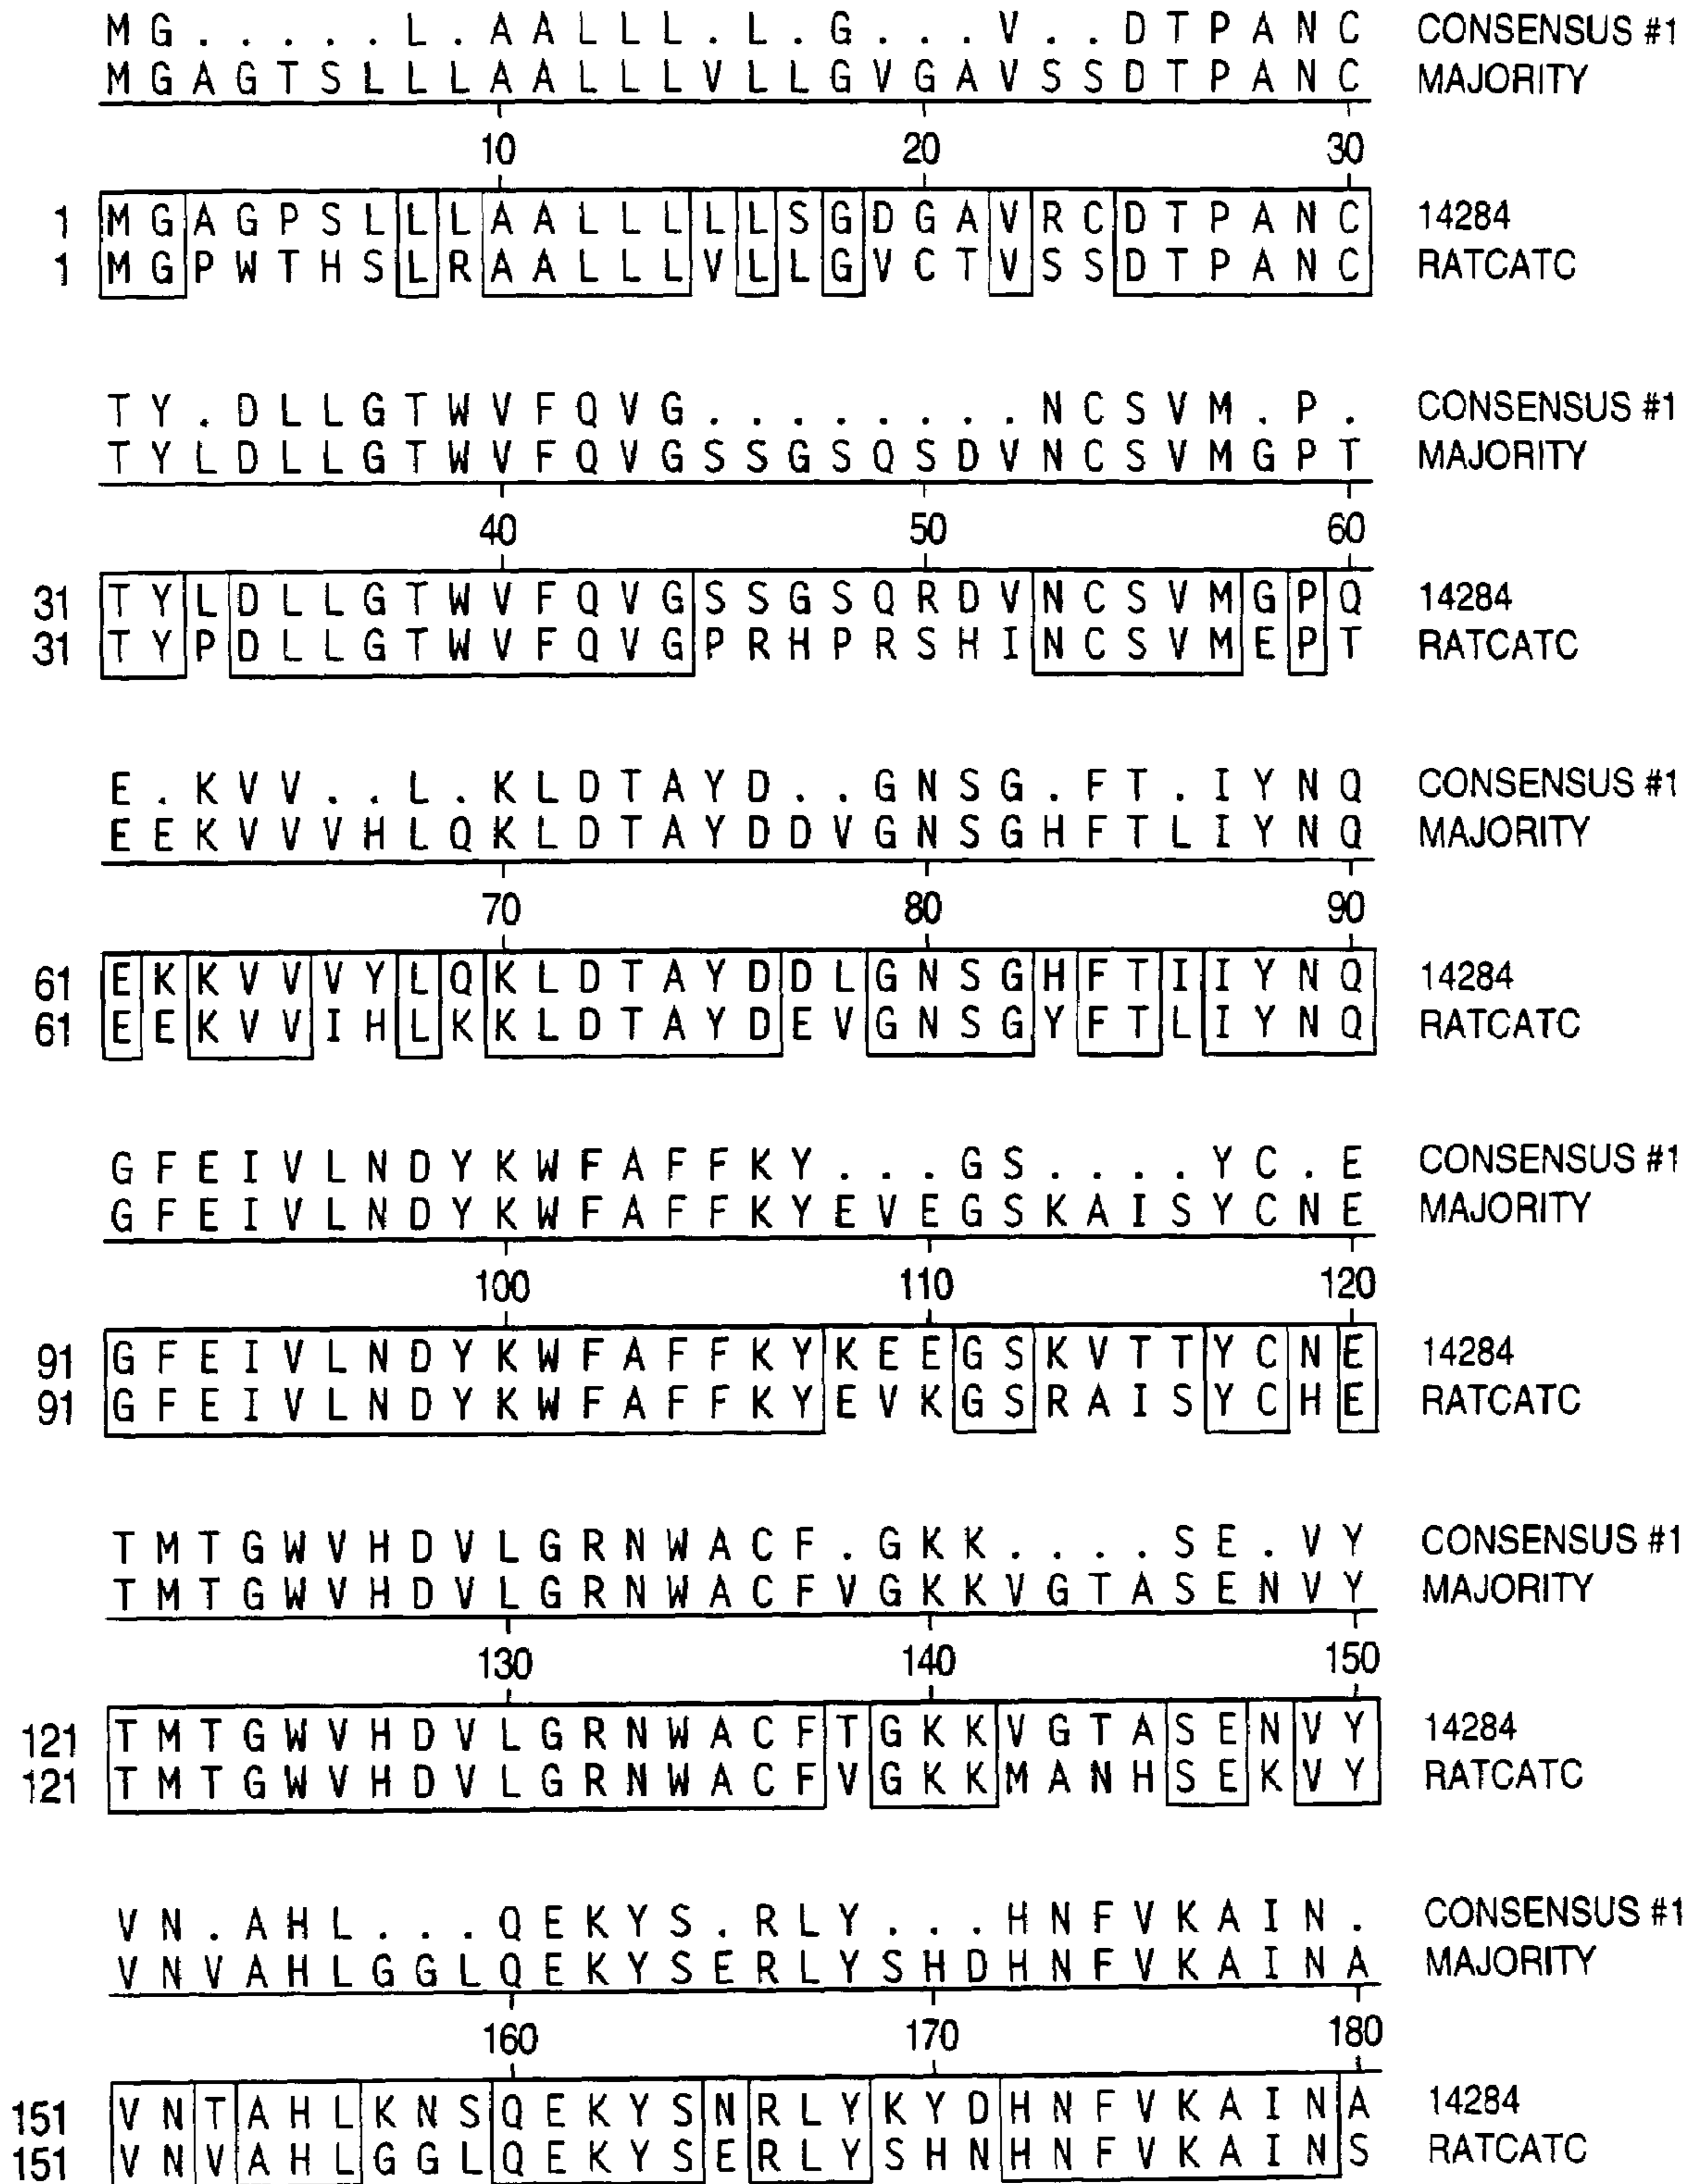 M G . . . . . L . A A L L L . L . G . . . V . . D T P A N C CONSENSUS #1
M G A G T S L L L A A L L L V L L G V G A V S S D T P A N C MAJORITY
10 20 30
1 M G A G P S L L L A A L L L L L S G D G A V R C D T P A N C 14284
1 M G P W T H S L R A A L L L V L L G V C T V S S D T P A N C RATCATC
T Y . D L L G T W V F Q V G . . . . . . . . N C S V M . P . CONSENSUS #1
T Y L D L L G T W V F Q V G S S G S Q S D V N C S V M G P T MAJORITY
40 50 60
31 T Y L D L L G T W V F Q V G S S G S Q R D V N C S V M G P Q 14284
31 T Y P D L L G T W V F Q V G P R H P R S H I N C S V M E P T RATCATC
E . K V V . . L . K L D T A Y D . . G N S G . F T . I Y N Q CONSENSUS #1
E E K V V V H L Q K L D T A Y D D V G N S G H F T L I Y N Q MAJORITY
70 80 90
61 E K K V V V Y L Q K L D T A Y D D L G N S G H F T I I Y N Q 14284
61 E E K V V I H L K K L D T A Y D E V G N S G Y F T L I Y N Q RATCATC
G F E I V L N D Y K W F A F F K Y . . . G S . . . . Y C . E CONSENSUS #1
G F E I V L N D Y K W F A F F K Y E V E G S K A I S Y C N E MAJORITY
100 110 120
91 G F E I V L N D Y K W F A F F K Y K E E G S K V T T Y C N E 14284
91 G F E I V L N D Y K W F A F F K Y E V K G S R A I S Y C H E RATCATC
T M T G W V H D V L G R N W A C F . G K K . . . . S E . V Y CONSENSUS #1
T M T G W V H D V L G R N W A C F V G K K V G T A S E N V Y MAJORITY
130 140 150
121 T M T G W V H D V L G R N W A C F T G K K V G T A S E N V Y 14284
121 T M T G W V H D V L G R N W A C F V G K K M A N H S E K V Y RATCATC
V N . A H L . . . Q E K Y S . R L Y . . . H N F V K A I N . CONSENSUS #1
V N V A H L G G L Q E K Y S E R L Y S H D H N F V K A I N A MAJORITY
160 170 180
151 V N T A H L K N S Q E K Y S N R L Y K Y D H N F V K A I N A 14284
151 V N V A H L G G L Q E K Y S E R L Y S H N H N F V K A I N S RATCATC